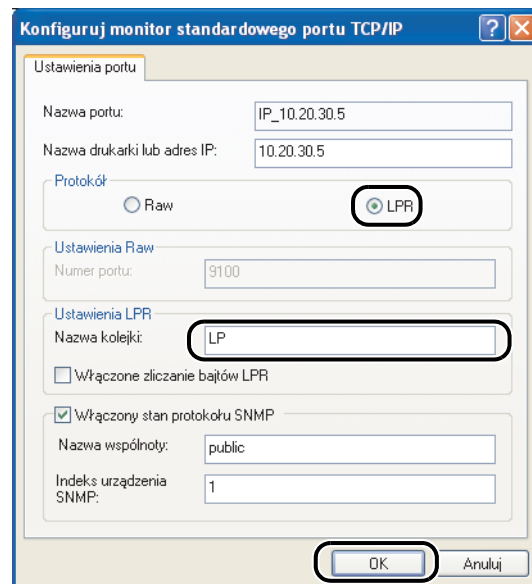 Konfiguruj monitor standardowego portu TCP/IP
Ustawienia portu
Nazwa portu: IP_10.20.30.5
Nazwa drukarki lub adres IP: 10.20.30.5
Protokół
Raw LPR
Ustawienia Raw
Numer portu: 9100
Ustawienia LPR
Nazwa kolejki: LP
Włączone zliczanie bajtów LPR
Włączony stan protokołu SNMP
Nazwa wspólnoty: public
Indeks urządzenia
SNMP: 1
OK Anuluj